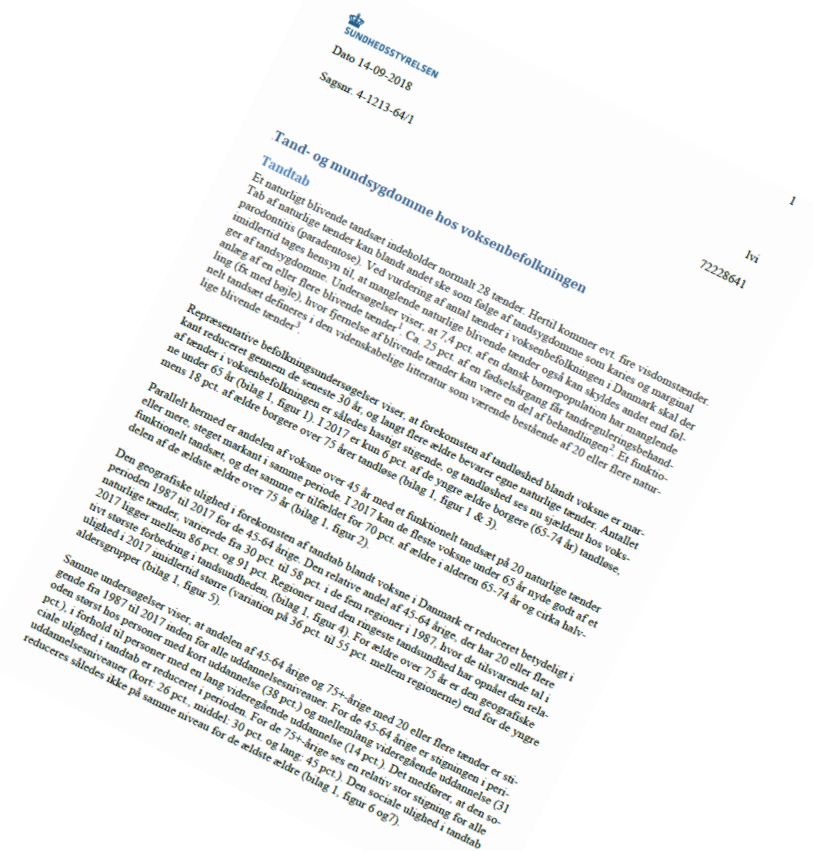 SUNDHEDSSTYRELSEN
Dato 14-09-2018
Sagsnr. 4-1213-64/1
1
lvi
72228641
Tand- og mundsygdomme hos voksenbefolkningen
Tandtab
Et naturligt blivende tandsæt indeholder normalt 28 tænder. Hertil kommer evt. fire visdomstænder.
Tab af naturlige tænder kan blandt andet ske som følge af tandsygdomme som karies og marginal
parodontitis (paradentose). Ved vurdering af antal tænder i voksenbefolkningen i Danmark skal der
imidlertid tages hensyn til, at manglende naturlige blivende tænder også kan skyldes andet end føl-
ger af tandsygdomme. Undersøgelser viser, at 7,4 pct. af en dansk børnepopulation har manglende
anlæg af en eller flere blivende tænder¹. Ca. 25 pct. af en fødselsårgang får tandreguleringsbehand-
ling (fx med bøjle), hvor fjernelse af blivende tænder kan være en del af behandlingen². Et funktio-
nelt tandsæt defineres i den videnskabelige litteratur som værende bestående af 20 eller flere natur-
lige blivende tænder³.
Repræsentative befolkningsundersøgelser viser, at forekomsten af tandløshed blandt voksne er mar-
kant reduceret gennem de seneste 30 år, og langt flere ældre bevarer egne naturlige tænder. Antallet
af tænder i voksenbefolkningen er således hastigt stigende, og tandløshed ses nu sjældent hos voks-
ne under 65 år (bilag 1, figur 1). I 2017 er kun 6 pct. af de yngre ældre borgere (65-74 år) tandløse,
mens 18 pct. af ældre borgere over 75 årer tandløse (bilag 1, figur 1 & 3).
Parallelt hermed er andelen af voksne over 45 år med et funktionelt tandsæt på 20 naturlige tænder
eller mere, steget markant i samme periode. I 2017 kan de fleste voksne under 65 år nyde godt af et
funktionelt tandsæt, og det samme er tilfældet for 70 pct. af ældre i alderen 65-74 år og cirka halv-
delen af de ældste ældre over 75 år (bilag 1, figur 2).
Den geografiske ulighed i forekomsten af tandtab blandt voksne i Danmark er reduceret betydeligt i
perioden 1987 til 2017 for de 45-64 årige. Den relative andel af 45-64 årige, der har 20 eller flere
naturlige tænder, varierede fra 30 pct. til 58 pct. i de fem regioner i 1987, hvor de tilsvarende tal i
2017 ligger mellem 86 pct. og 91 pct. Regioner med den ringeste tandsundhed har opnået den rela-
tivt største forbedring i tandsundheden, (bilag 1, figur 4). For ældre over 75 år er den geografiske
ulighed i 2017 imidlertid større (variation på 36 pct. til 55 pct. mellem regionerne) end for de yngre
aldersgrupper (bilag 1, figur 5).
Samme undersøgelser viser, at andelen af 45-64 årige og 75+-årige med 20 eller flere tænder er sti-
gende fra 1987 til 2017 inden for alle uddannelsesniveauer. For de 45-64 årige er stigningen i peri-
oden størst hos personer med kort uddannelse (38 pct.) og mellemlang videregående uddannelse (31
pct.), i forhold til personer med en lang videregående uddannelse (14 pct.). Det medfører, at den so-
ciale ulighed i tandtab er reduceret i perioden. For de 75+-årige ses en relativ stor stigning for alle
uddannelsesniveauer (kort: 26 pct., middel: 30 pct. og lang: 45 pct.). Den sociale ulighed i tandtab
reduceres således ikke på samme niveau for de ældste ældre (bilag 1, figur 6 og7).